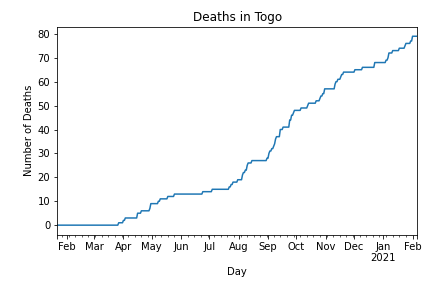 Deaths in Togo
80
70
60
50
40
30
20
10
0
Number of Deaths
Feb Mar Apr May Jun Jul Aug Sep Oct Nov Dec Jan Feb
2021
Day